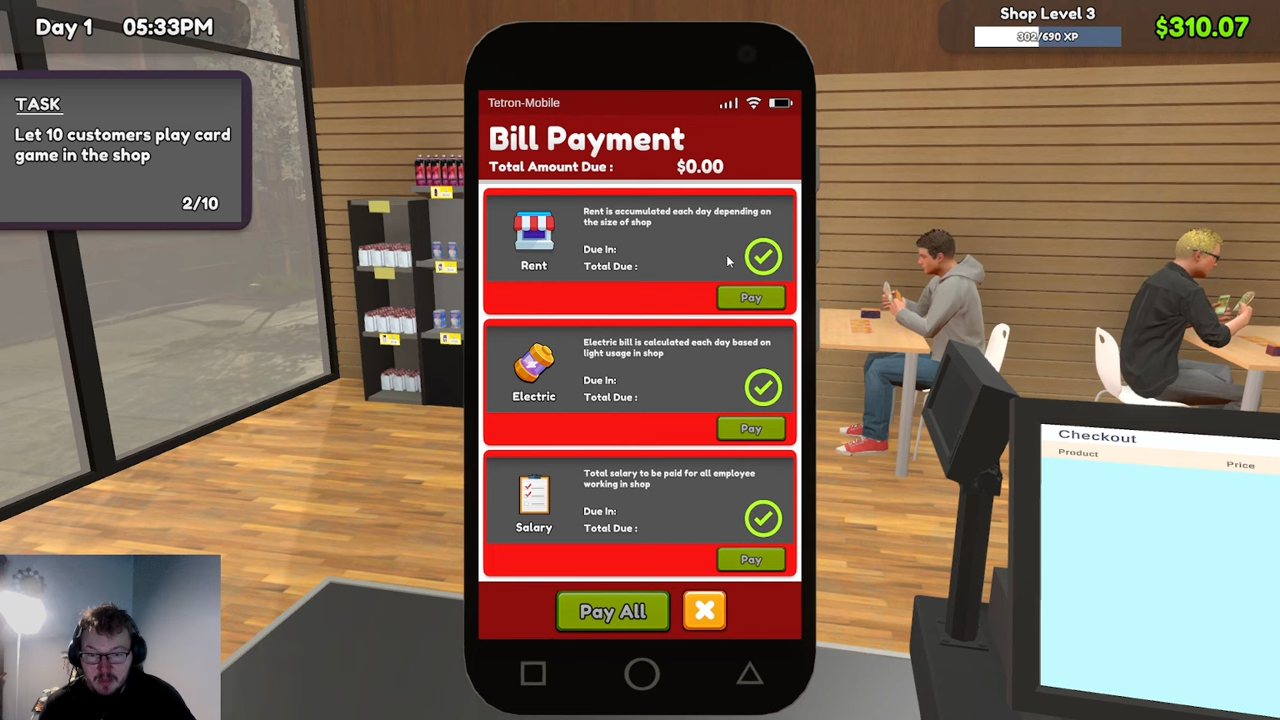 Day 1 05:33PM
Shop Level 3
302/690 XP
$310.07
TASK
Let 10 customers play card
game in the shop
2/10
Tetron-Mobile
Bill Payment
Total Amount Due : $0.00
Rent is accumulated each day depending on
the size of shop
Due In:
Total Due :
Rent
Pay
Electric bill is calculated each day based on
light usage in shop
Due In:
Total Due :
Electric
Pay
Total salary to be paid for all employee
working in shop
Due In:
Total Due :
Salary
Pay
Pay All
Checkout
Product Price